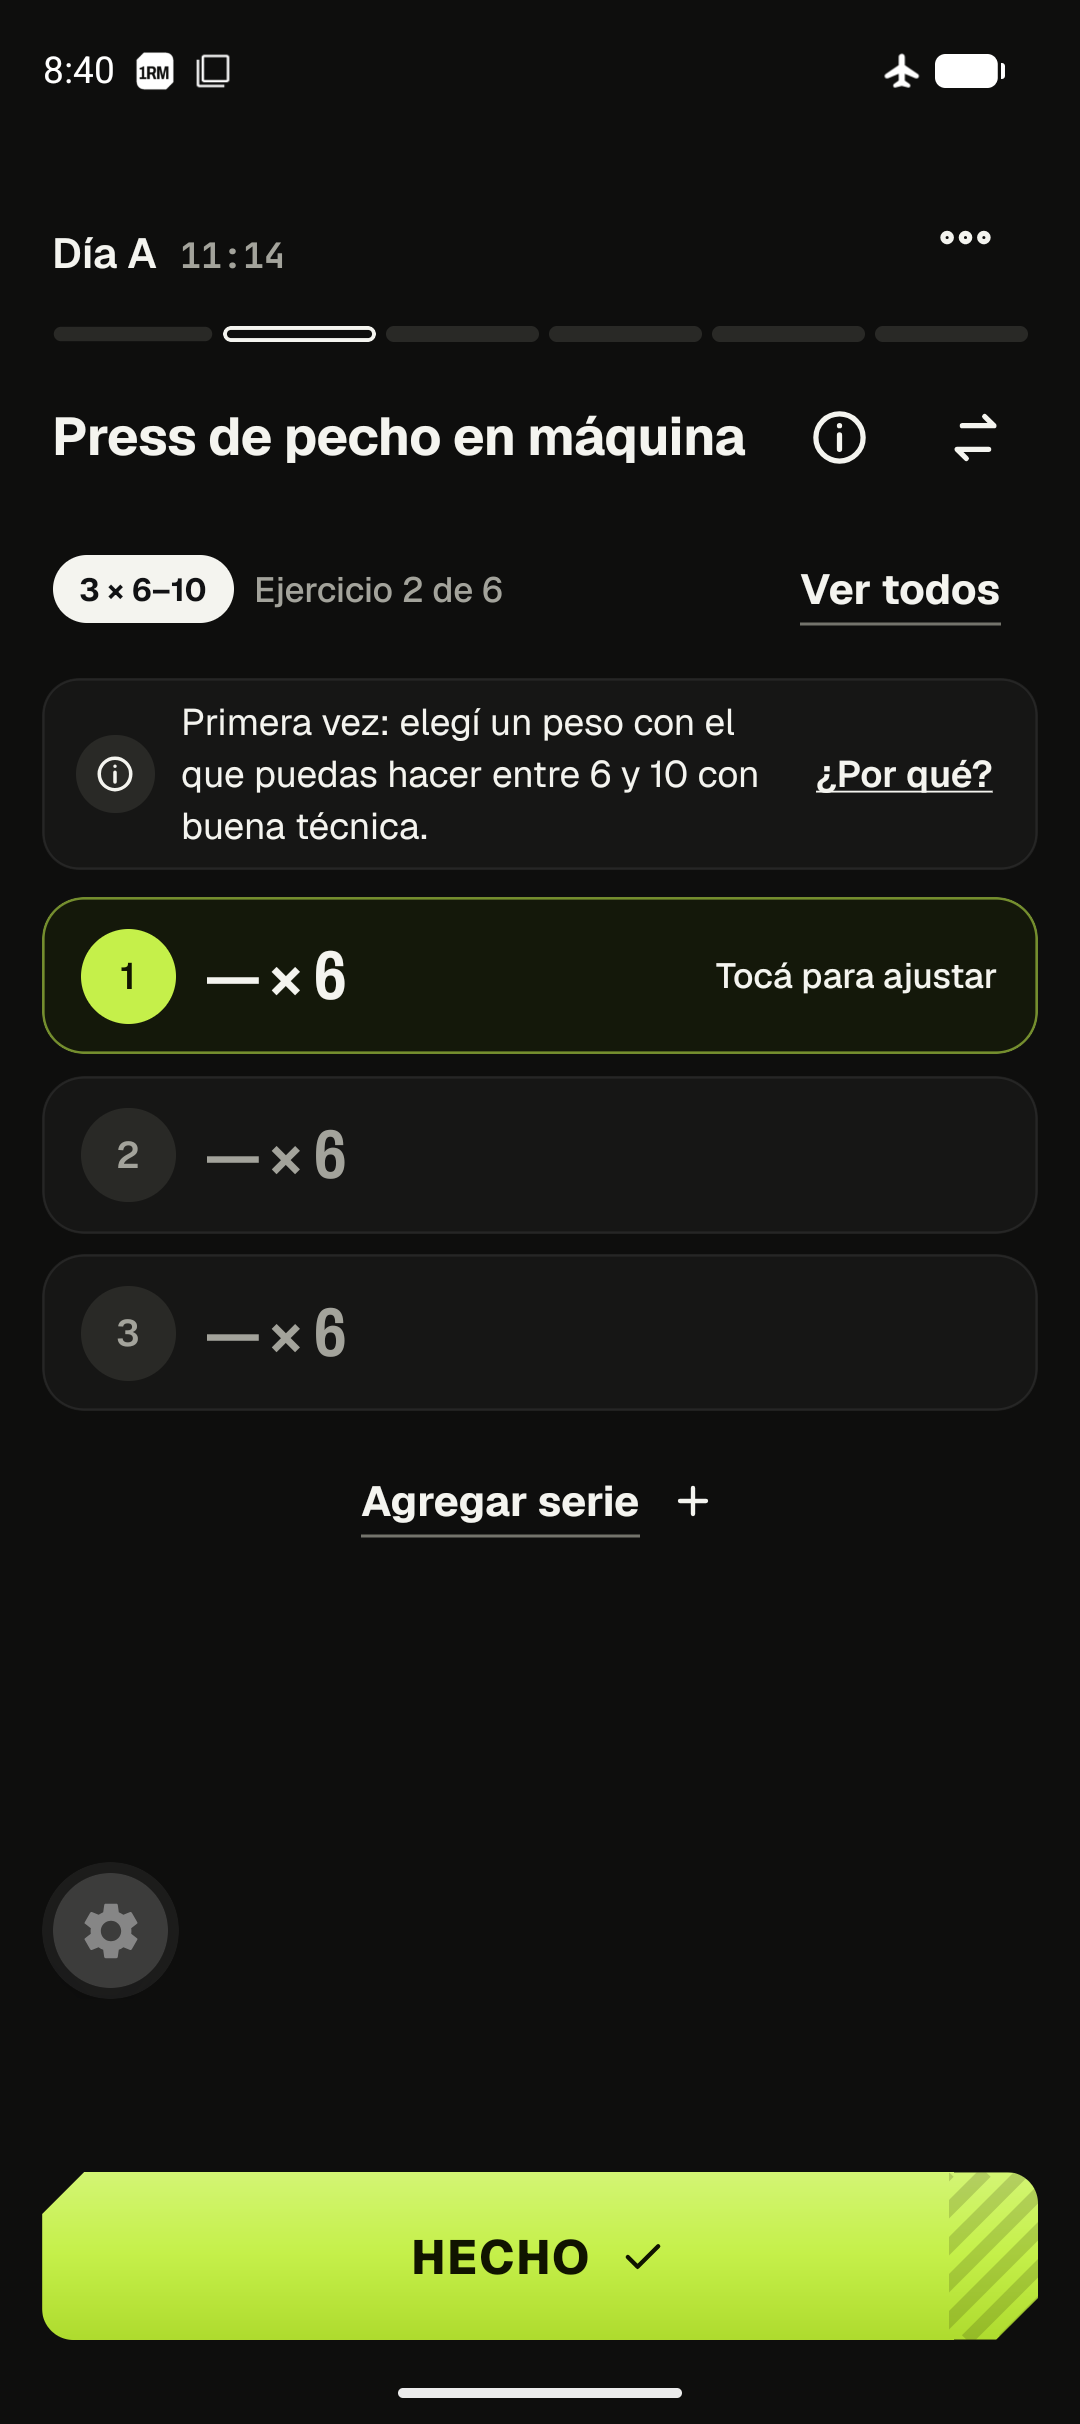 8:40 1RM
Día A 11:14
Press de pecho en máquina
3 × 6–10 Ejercicio 2 de 6 Ver todos
Primera vez: elegí un peso con el
que puedas hacer entre 6 y 10 con
buena técnica.
¿Por qué?
1 — × 6 Tocá para ajustar
2 — × 6
3 — × 6
Agregar serie +
HECHO